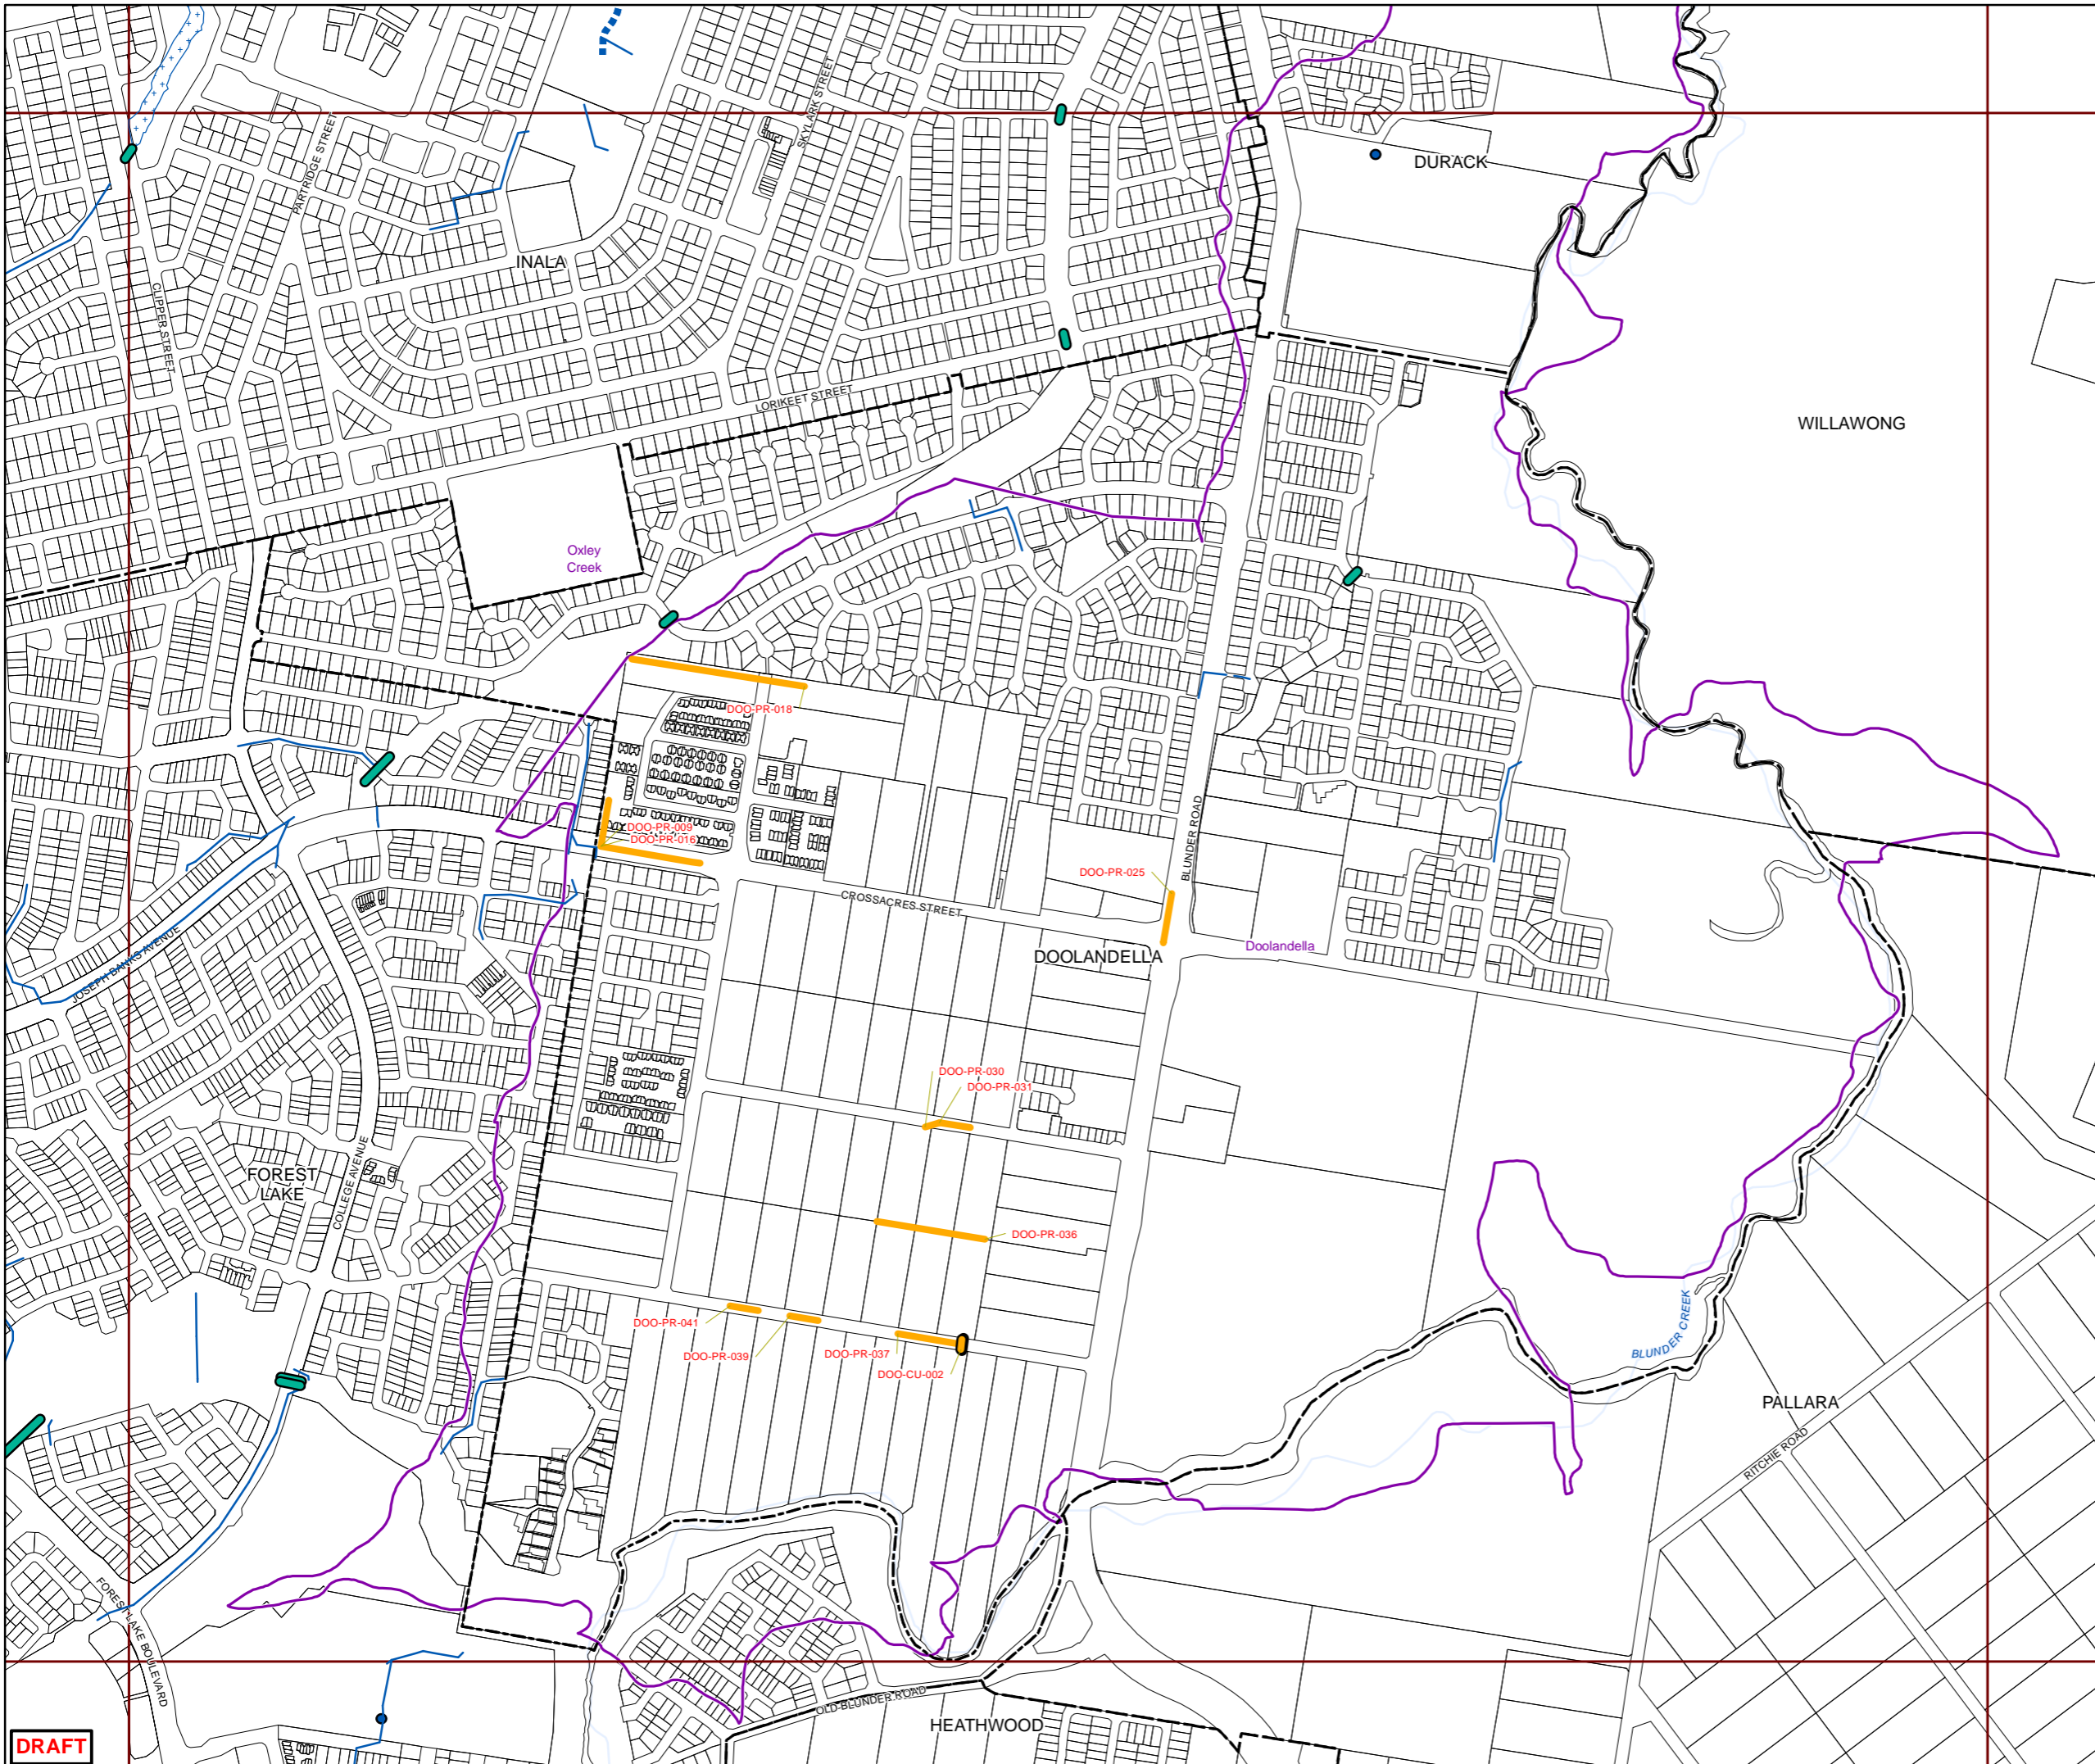 SKYLARK STREET
PARTRIDGE STREET
DURACK
INALA
CLIPPER STREET
LORIKEET STREET
WILLAWONG
Oxley
Creek
DOO-PR-018
DOO-PR-009
DOO-PR-016
BLUNDER ROAD
DOO-PR-025
CROSSACRES STREET
JOSEPH BANKS AVENUE
Doolandella
DOOLANDELLA
DOO-PR-030
DOO-PR-031
FOREST
LAKE
COLLEGE AVENUE
DOO-PR-036
DOO-PR-041
DOO-PR-039
DOO-PR-037
DOO-CU-002
BLUNDER CREEK
PALLARA
RITCHIE ROAD
FOREST LAKE BOULEVARD
OLD BLUNDER ROAD
HEATHWOOD
DRAFT